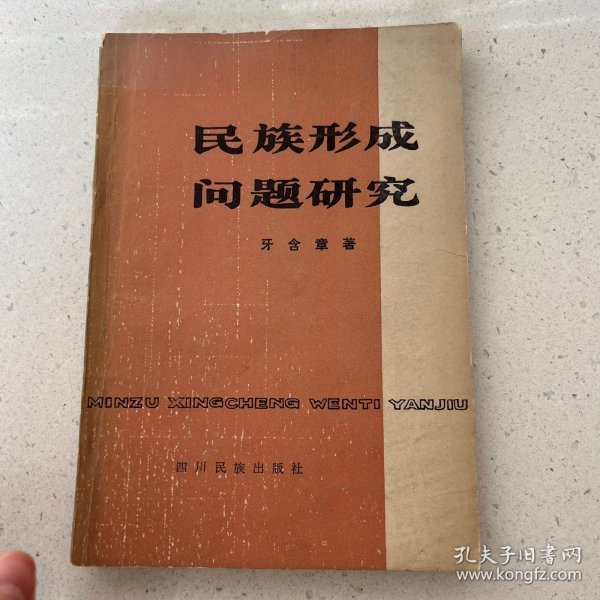 民族形成
问题研究
牙含章著
MINZU XINGCHENG WENTI YANJIU
四川民族出版社
孔夫子旧书网
www.kongfz.com